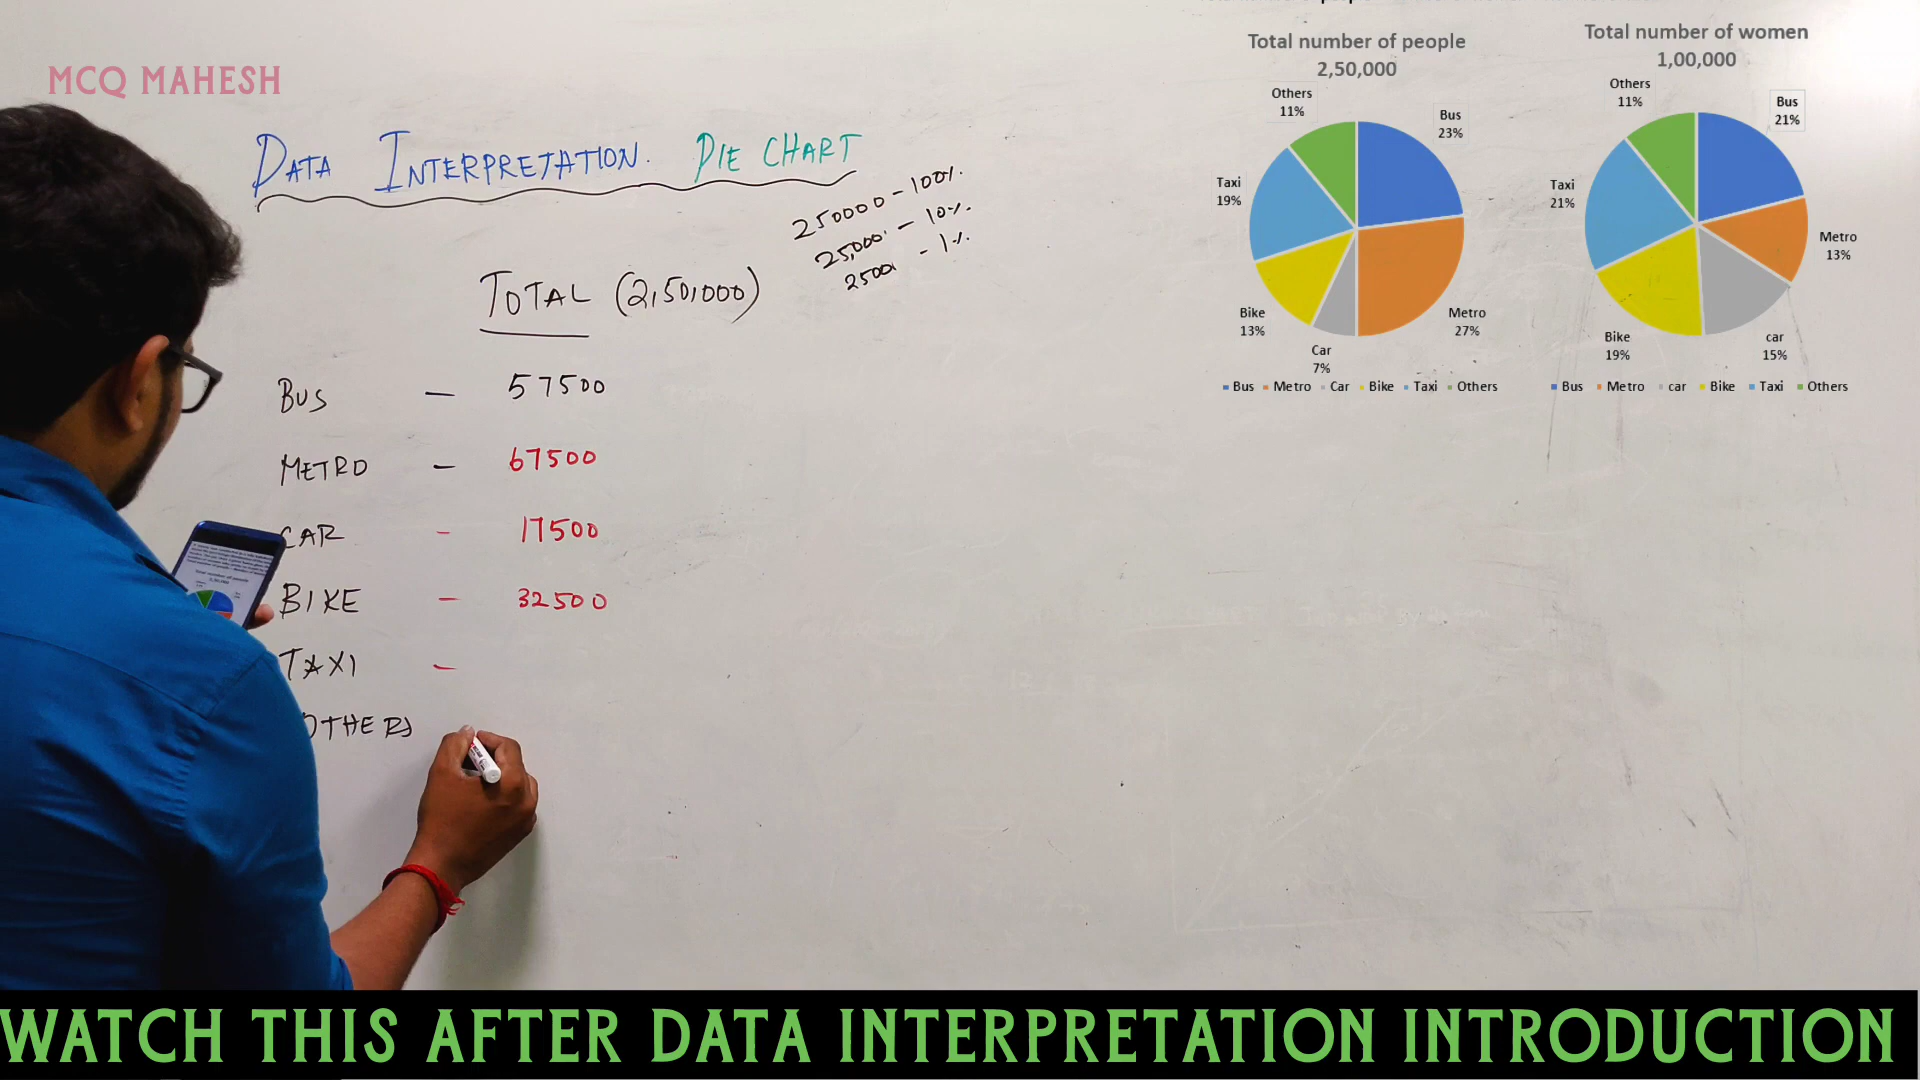 MCQ MAHESH
DATA INTERPRETATION. PIE CHART
250000 - 100%.
25,000 - 10%.
2500 - 1%.
TOTAL (2,50,000)
BUS - 57500
METRO - 67500
CAR - 17500
BIKE - 32500
TAXI -
OTHERS
Total number of people
2,50,000
Others
11%
Bus
23%
Taxi
19%
Bike
13%
Metro
27%
Car
7%
Bus Metro Car Bike Taxi Others
Total number of women
1,00,000
Others
11%
Bus
21%
Taxi
21%
Metro
13%
Bike
19%
car
15%
Bus Metro car Bike Taxi Others
WATCH THIS AFTER DATA INTERPRETATION INTRODUCTION